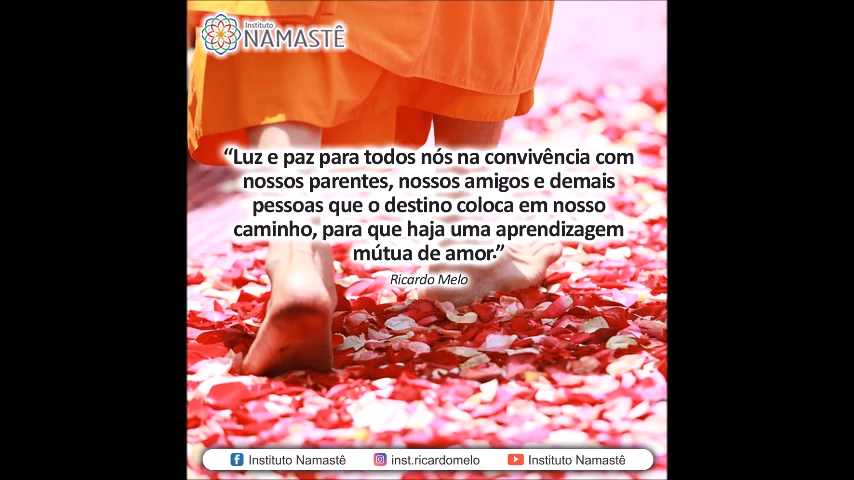 Instituto
NAMASTÊ
“Luz e paz para todos nós na convivência com
nossos parentes, nossos amigos e demais
pessoas que o destino coloca em nosso
caminho, para que haja uma aprendizagem
mútua de amor.”
Ricardo Melo
Instituto Namastê inst.ricardomelo Instituto Namastê